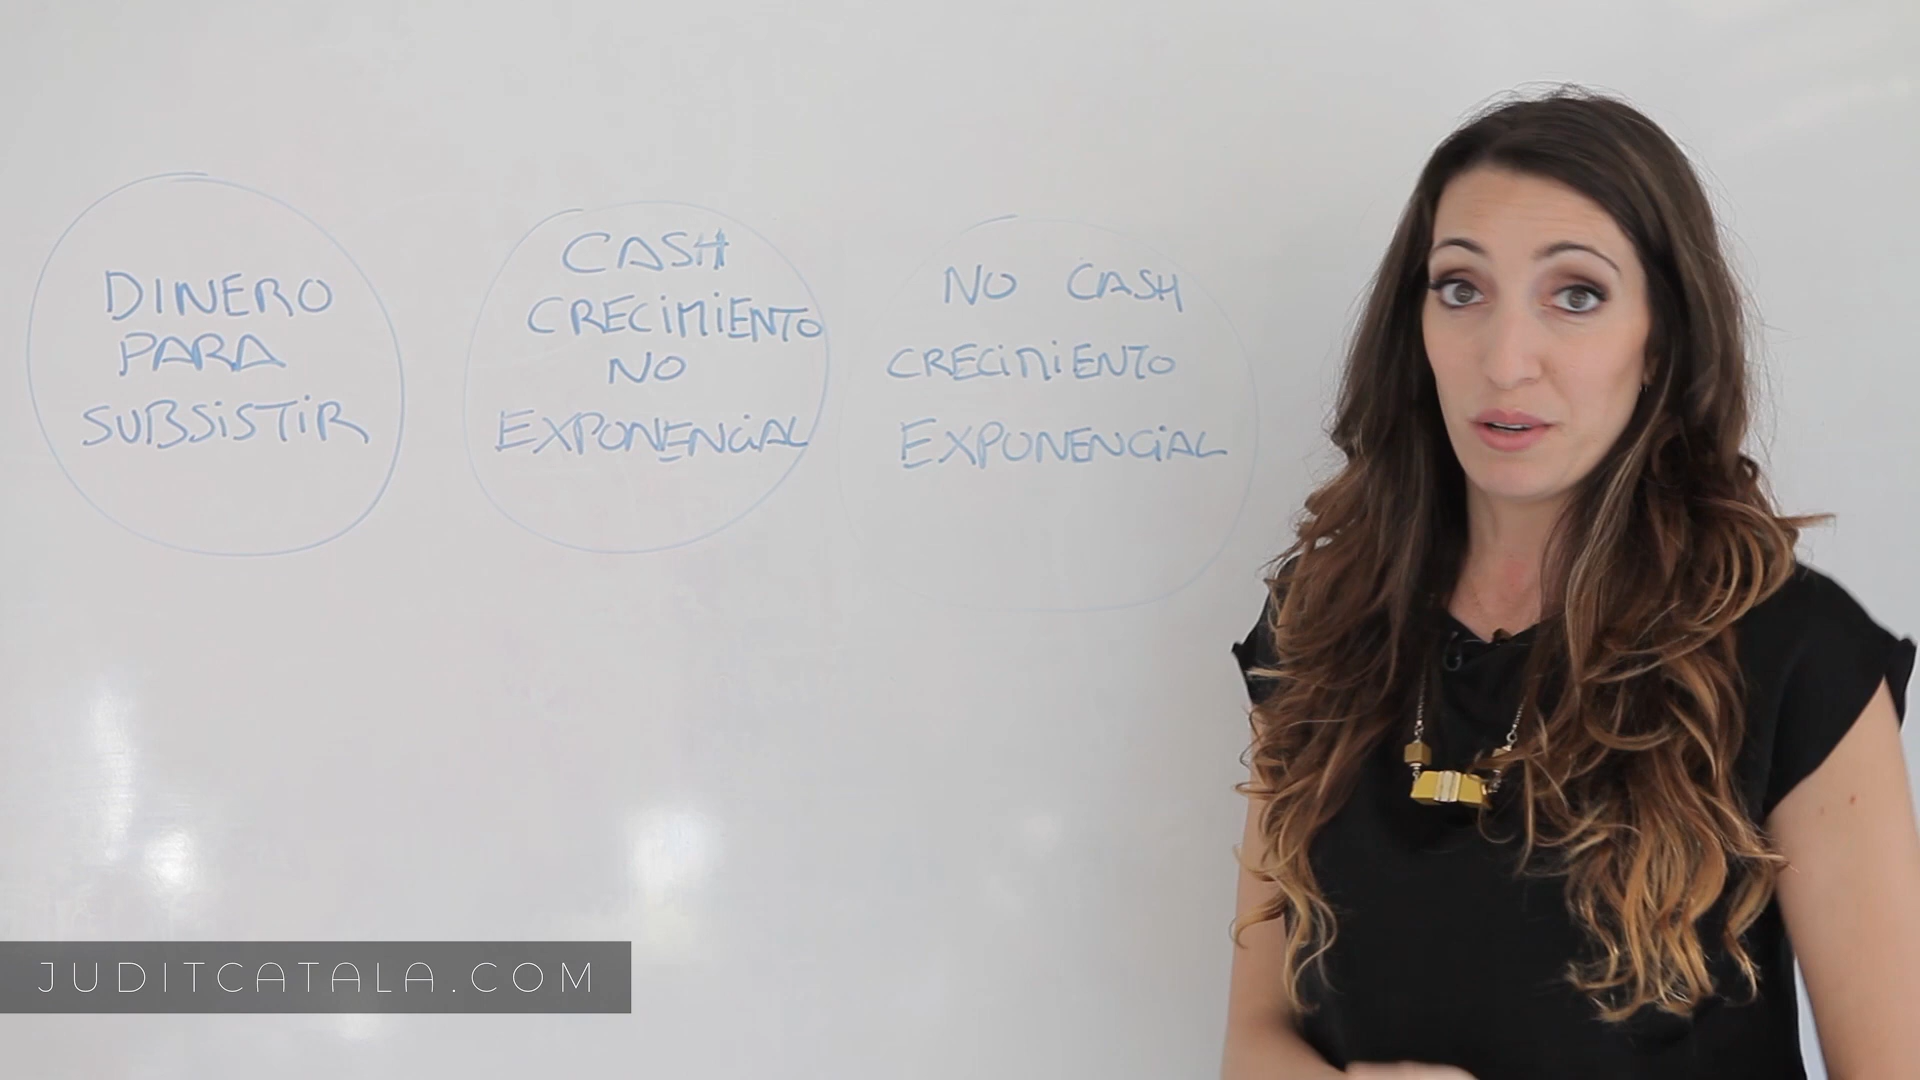 DINERO
PARA
SUBSiSTiR
CASH
CRECiMiENTO
NO
EXPONENCiAL
NO CASH
CRECiMiENTO
EXPONENCiAL
JUDITCATALA.COM